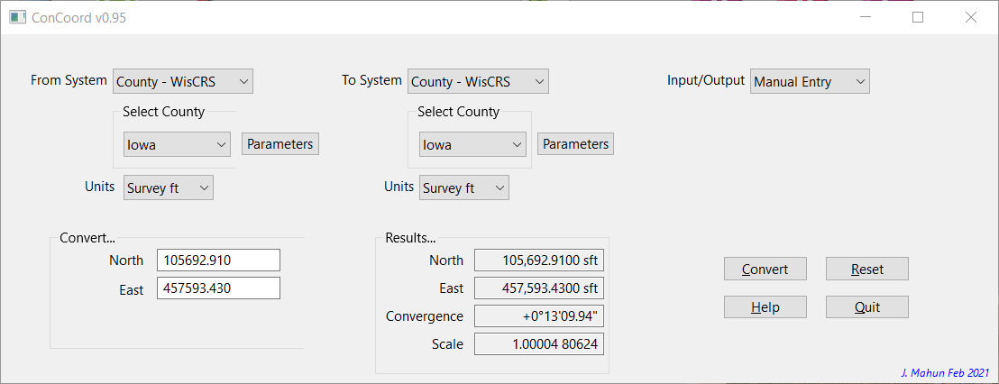 ConCoord v0.95
From System County - WisCRS To System County - WisCRS Input/Output Manual Entry
Select County Select County
Iowa Parameters Iowa Parameters
Units Survey ft Units Survey ft
Convert... Results...
North 105692.910 North 105,692.9100 sft Convert Reset
East 457593.430 East 457,593.4300 sft
Convergence +0°13'09.94" Help Quit
Scale 1.00004 80624
J. Mahun Feb 2021